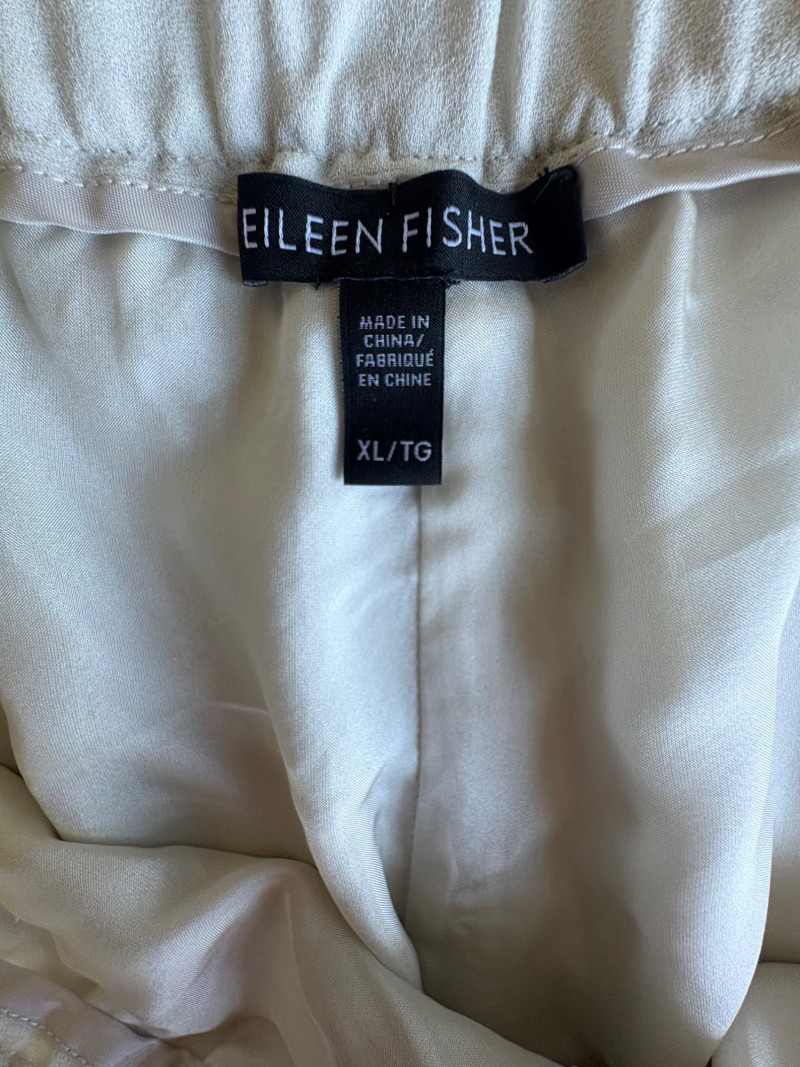 EILEEN FISHER
MADE IN
CHINA/
FABRIQUÉ
EN CHINE
XL/TG